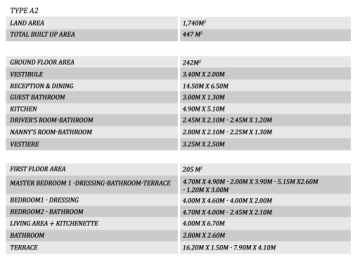 TYPE A2
LAND AREA 1,740M²
TOTAL BUILT UP AREA 447 M²
GROUND FLOOR AREA 242M²
VESTIBULE 3.40M X 2.00M
RECEPTION & DINING 14.50M X 6.50M
GUEST BATHROOM 3.00M X 1.30M
KITCHEN 4.90M X 5.10M
DRIVER'S ROOM-BATHROOM 2.45M X 2.10M - 2.45M X 1.20M
NANNY'S ROOM-BATHROOM 2.80M X 2.10M - 2.25M X 1.30M
VESTIERE 3.25M X 2.50M
FIRST FLOOR AREA 205 M²
MASTER BEDROOM 1 -DRESSING-BATHROOM-TERRACE 4.70M X 4.90M - 2.00M X 3.90M - 5.15M X2.60M
- 1.20M X 3.00M
BEDROOM1 - DRESSING 4.00M X 4.60M - 4.00M X 2.00M
BEDROOM2 - BATHROOM 4.70M X 4.00M - 2.45M X 2.10M
LIVING AREA + KITCHENETTE 4.00M X 6.70M
BATHROOM 2.80M X 2.60M
TERRACE 16.20M X 1.50M - 7.90M X 4.10M